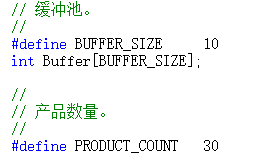 // 缓冲池。
//
#define BUFFER_SIZE     10
int Buffer[BUFFER_SIZE];

//
// 产品数量。
//
#define PRODUCT_COUNT   30